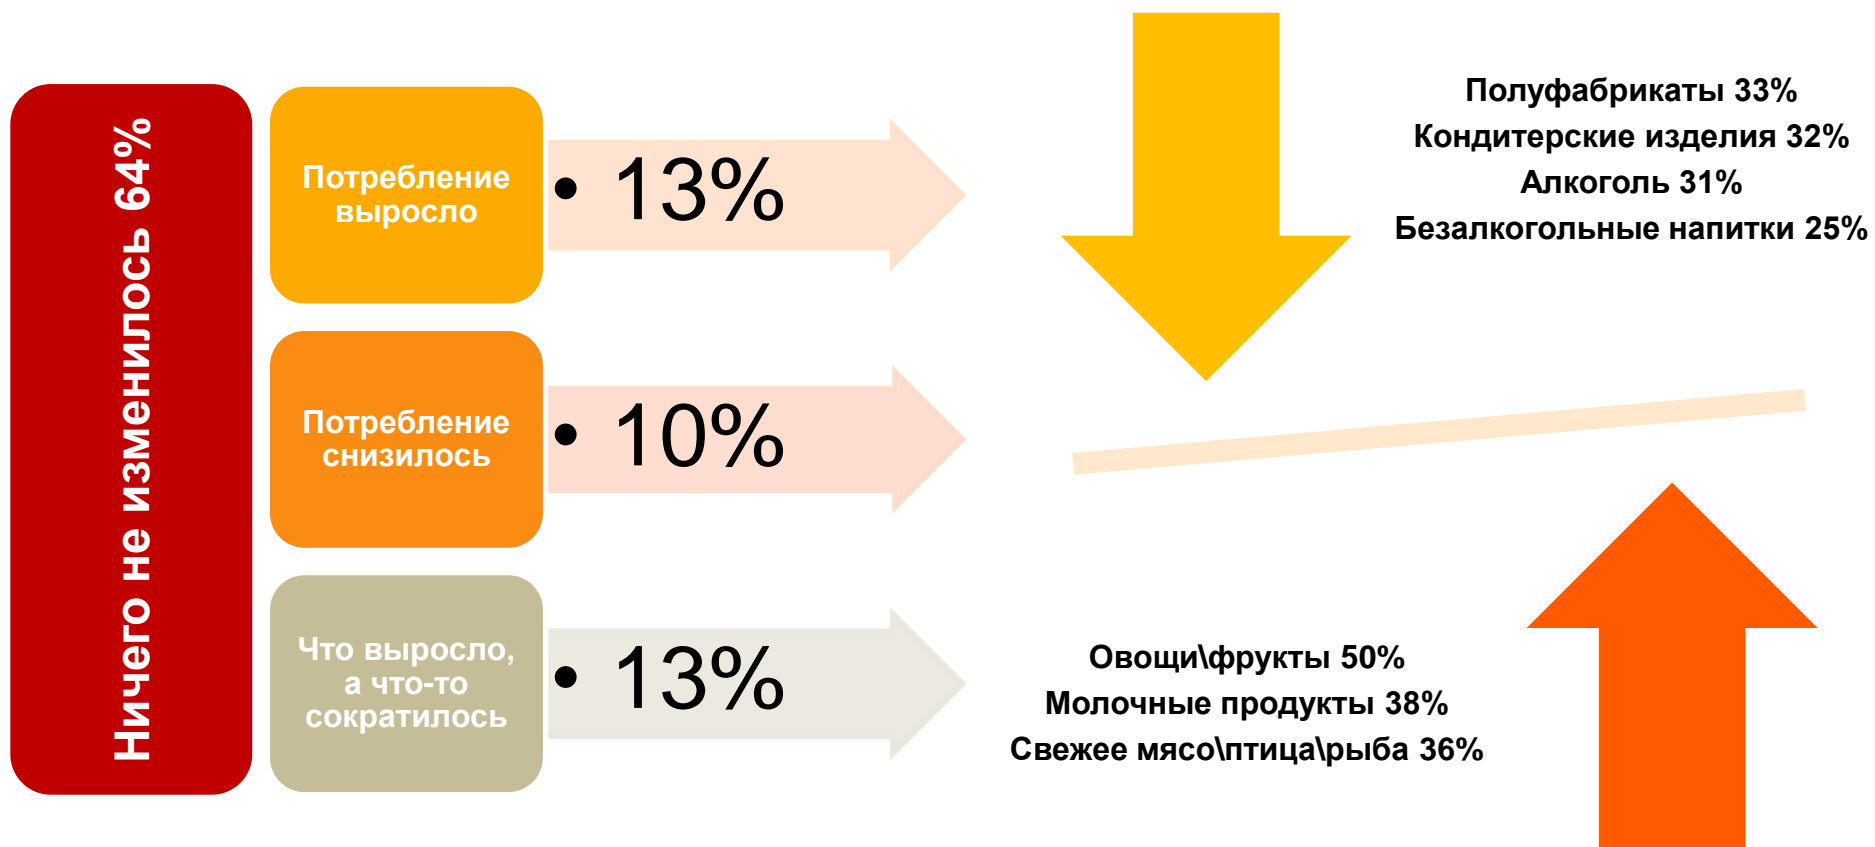 Ничего не изменилось 64%
Потребление
выросло
• 13%
Потребление
снизилось
• 10%
Что выросло,
а что-то
сократилось
• 13%
Полуфабрикаты 33%
Кондитерские изделия 32%
Алкоголь 31%
Безалкогольные напитки 25%
Овощи\фрукты 50%
Молочные продукты 38%
Свежее мясо\птица\рыба 36%